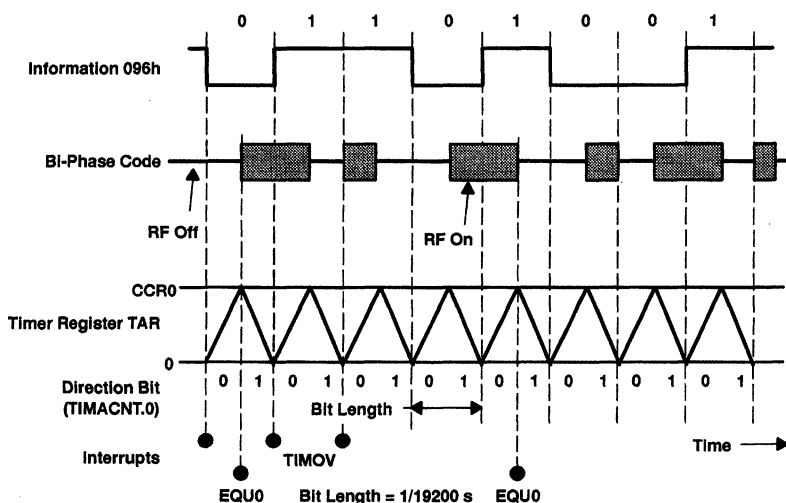 0 1 1 0 1 0 0 1
Information 096h
Bi-Phase Code
RF Off
RF On
CCR0
Timer Register TAR
0
Direction Bit
(TIMACNT.0)
0 1 0 1 0 1 0 1 0 1 0 1 0 1 0 1
Bit Length
Time
Interrupts
TIMOV
EQU0
Bit Length = 1/19200 s
EQU0